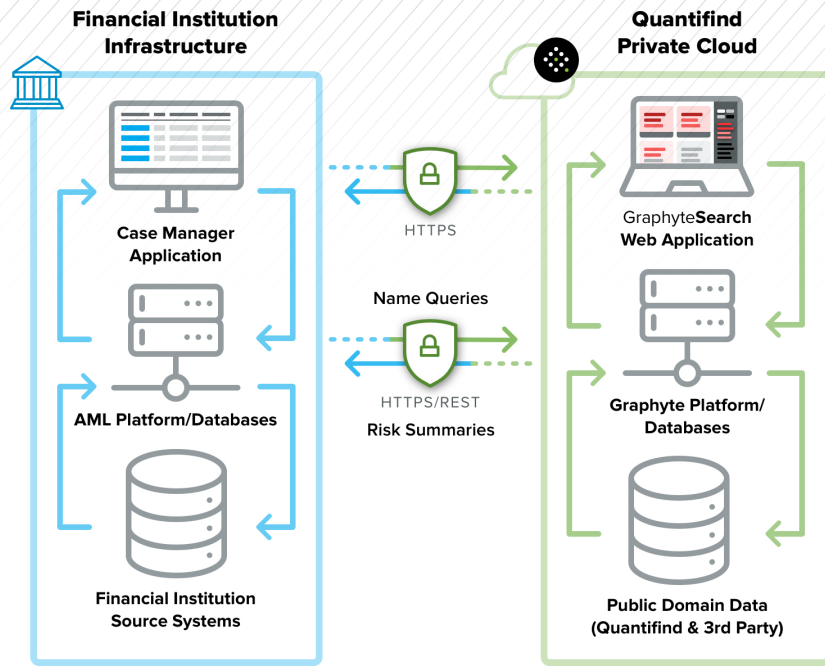 Financial Institution
Infrastructure
Quantifind
Private Cloud
Case Manager
Application
HTTPS
GraphyteSearch
Web Application
Name Queries
AML Platform/Databases
HTTPS/REST
Risk Summaries
Graphyte Platform/
Databases
Financial Institution
Source Systems
Public Domain Data
(Quantifind & 3rd Party)